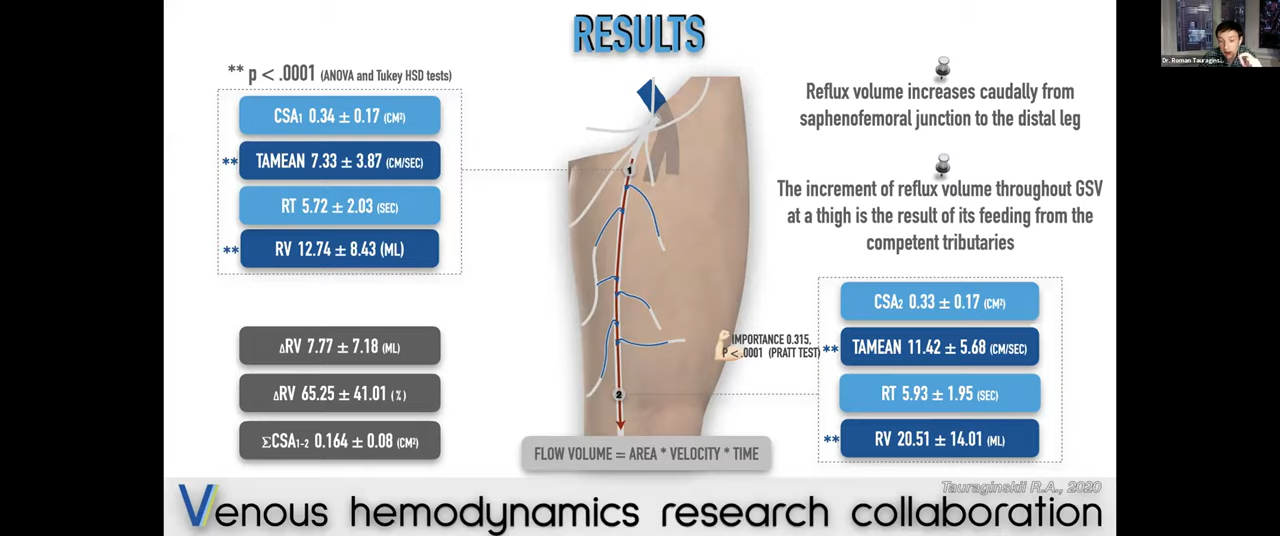 RESULTS
** p < .0001 (ANOVA and Tukey HSD tests)
CSA1 0.34 ± 0.17 (CM²)
** TAMEAN 7.33 ± 3.87 (CM/SEC)
RT 5.72 ± 2.03 (SEC)
** RV 12.74 ± 8.43 (ML)
ΔRV 7.77 ± 7.18 (ML)
ΔRV 65.25 ± 41.01 (%)
ΣCSA1-2 0.164 ± 0.08 (CM²)
1
2
FLOW VOLUME = AREA * VELOCITY * TIME
Reflux volume increases caudally from
saphenofemoral junction to the distal leg
The increment of reflux volume throughout GSV
at a thigh is the result of its feeding from the
competent tributaries
IMPORTANCE 0.315,
P < .0001 (PRATT TEST)
CSA2 0.33 ± 0.17 (CM²)
** TAMEAN 11.42 ± 5.68 (CM/SEC)
RT 5.93 ± 1.95 (SEC)
** RV 20.51 ± 14.01 (ML)
Tauraginskii R.A., 2020
Venous hemodynamics research collaboration
Dr. Roman Tauragins...